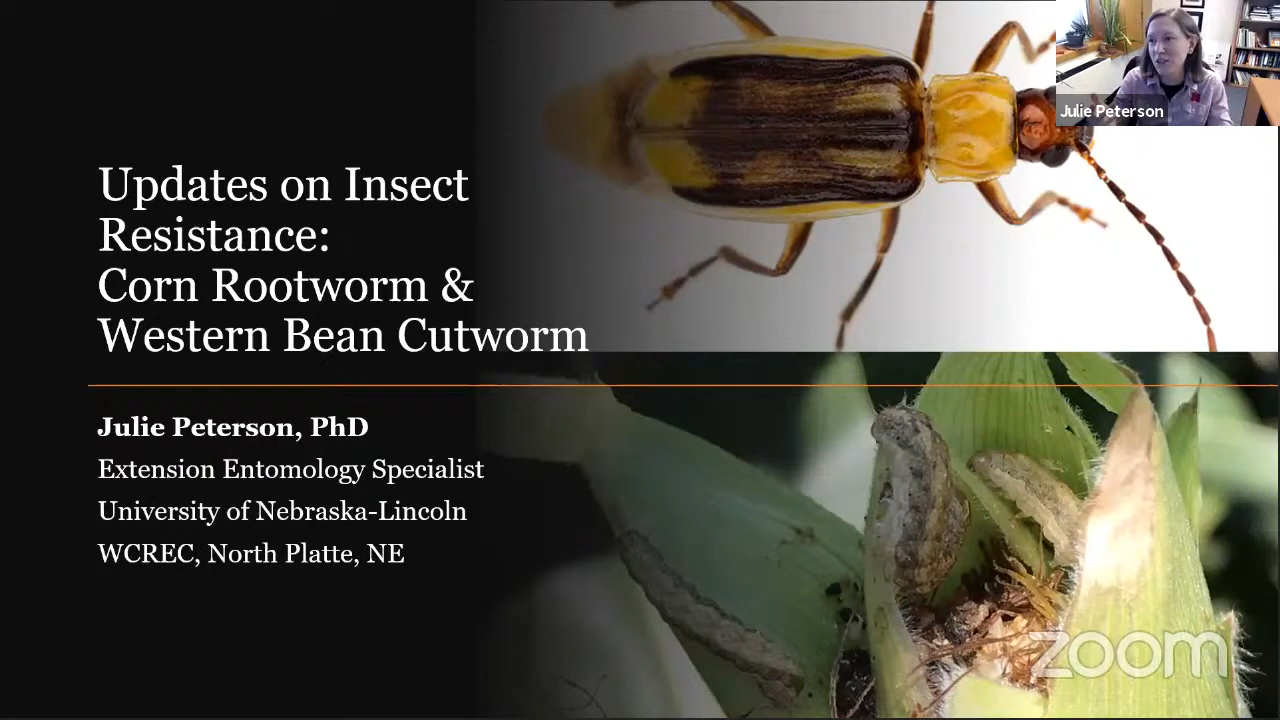 Julie Peterson
Updates on Insect
Resistance:
Corn Rootworm &
Western Bean Cutworm
Julie Peterson, PhD
Extension Entomology Specialist
University of Nebraska-Lincoln
WCREC, North Platte, NE
zoom